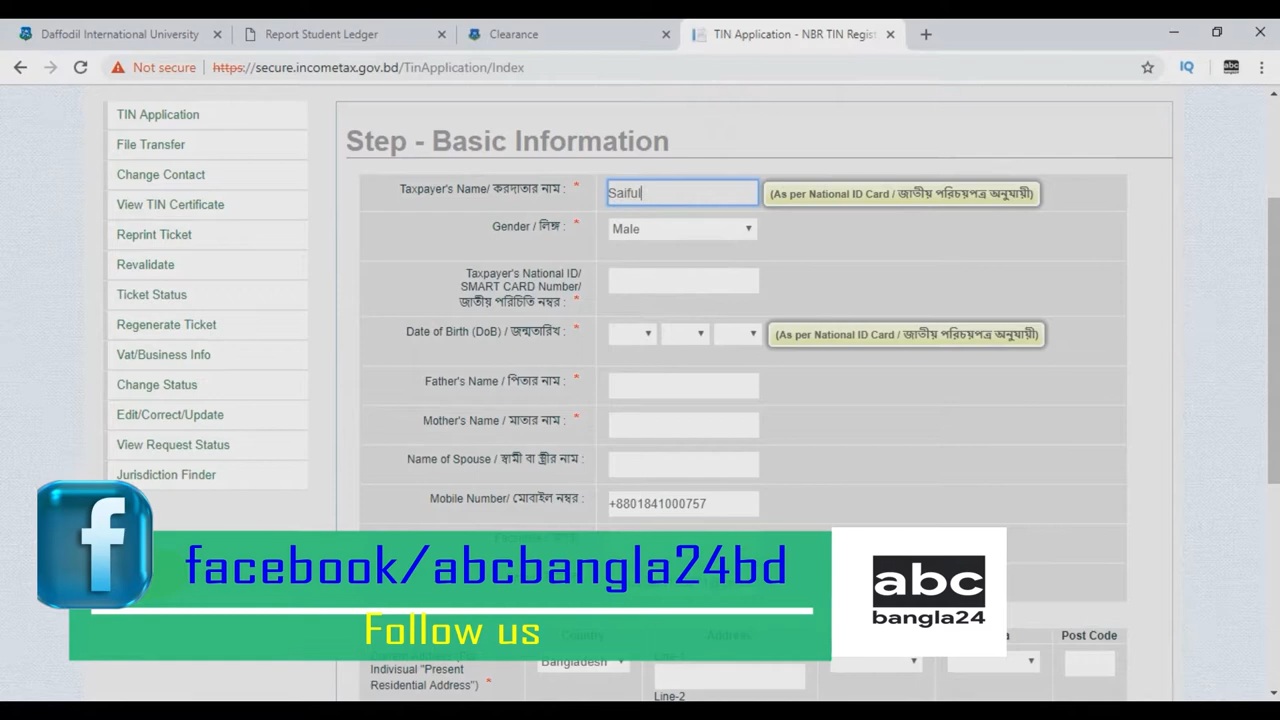 Daffodil International University
Report Student Ledger
Clearance
TIN Application - NBR TIN Regist
Not secure
https://secure.incometax.gov.bd/TinApplication/Index
IQ
abc
TIN Application
File Transfer
Change Contact
View TIN Certificate
Reprint Ticket
Revalidate
Ticket Status
Regenerate Ticket
Vat/Business Info
Change Status
Edit/Correct/Update
View Request Status
Jurisdiction Finder
Step - Basic Information
Taxpayer's Name/ করদাতার নাম : *
Saiful
(As per National ID Card / জাতীয় পরিচয়পত্র অনুযায়ী)
Gender / লিঙ্গ : *
Male
Taxpayer's National ID/
SMART CARD Number/
জাতীয় পরিচিতি নম্বর : *
Date of Birth (DoB) / জন্মতারিখ : *
(As per National ID Card / জাতীয় পরিচয়পত্র অনুযায়ী)
Father's Name / পিতার নাম : *
Mother's Name / মাতার নাম : *
Name of Spouse / স্বামী বা স্ত্রীর নাম :
Mobile Number/ মোবাইল নম্বর : *
+8801841000757
f
facebook/abcbangla24bd
Follow us
abc
bangla24
Country
Address
Post Code
Indivisual "Present
Residential Address") *
Bangladesh
Line-1
Line-2